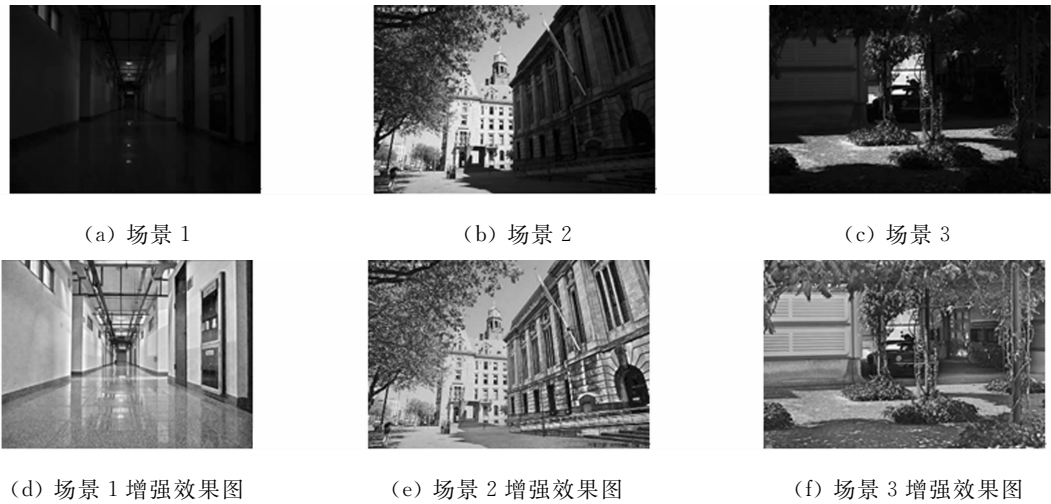 (a) 场景 1
(b) 场景 2
(c) 场景 3
(d) 场景 1 增强效果图
(e) 场景 2 增强效果图
(f) 场景 3 增强效果图